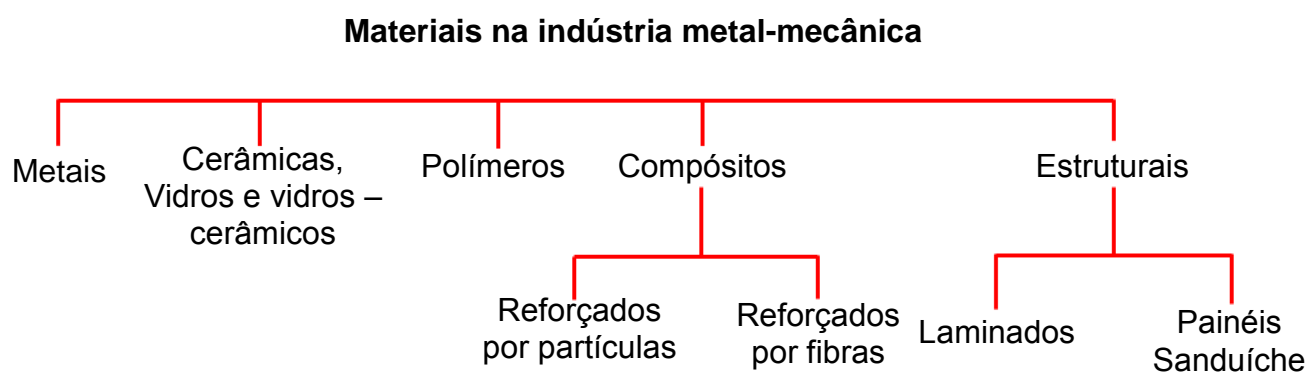 Materiais na indústria metal-mecânica
Metais
Cerâmicas,
Vidros e vidros –
cerâmicos
Polímeros
Compósitos
Estruturais
Reforçados
por partículas
Reforçados
por fibras
Laminados
Painéis
Sanduíche